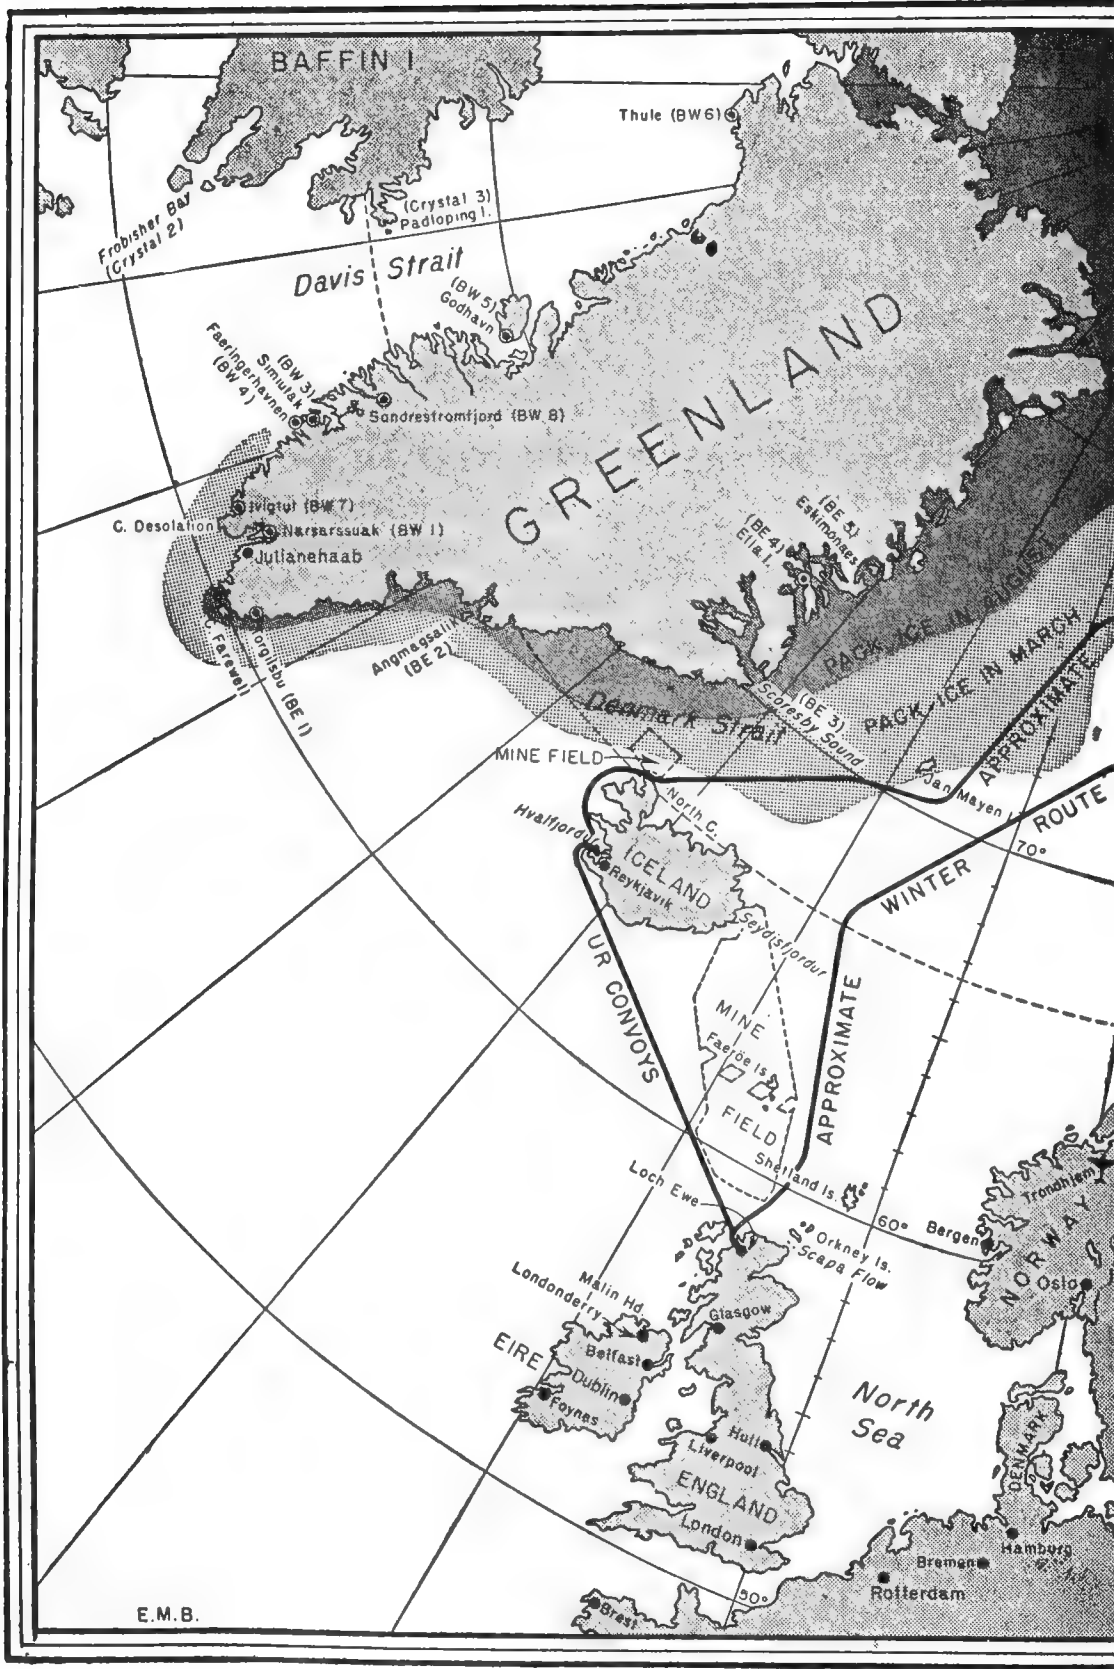 BAFFIN I
Thule (BW6)
Frobisher Bay
(Crystal 2)
(Crystal 3)
Padloping I.
Davis Strait
(BW 5)
Godhavn
(BW 3)
Simiutak
Faeringerhavnen
(BW 4)
Sondrestromfjord (BW 8)
GREENLAND
Ivigtut (BW 7)
C. Desolation
Narsarssuak (BW 1)
Julianehaab
C. Farewell
Torgilsbu (BE 1)
Angmagsalik
(BE 2)
(BE 4)
Ella I.
(BE 5)
Eskimonaes
PACK ICE IN AUGUST
PACK ICE IN MARCH
(BE 3)
Scoresby Sound
Denmark Strait
MINE FIELD
APPROXIMATE
Jan Mayen I.
North C.
Hvalfjordur
ICELAND
Reykjavik
Seydisfjordur
70°
WINTER ROUTE
APPROXIMATE
UR CONVOYS
MINE
Faeröe Is.
FIELD
Shetland Is.
Loch Ewe
60°
Bergen
Trondhjem
NORWAY
Oslo
Orkney Is.
Scapa Flow
Malin Hd.
Londonderry
Glasgow
EIRE
Belfast
Dublin
Foynes
North
Sea
DENMARK
Hull
Liverpool
ENGLAND
London
Hamburg
Bremen
Rotterdam
50°
Brest
E.M.B.